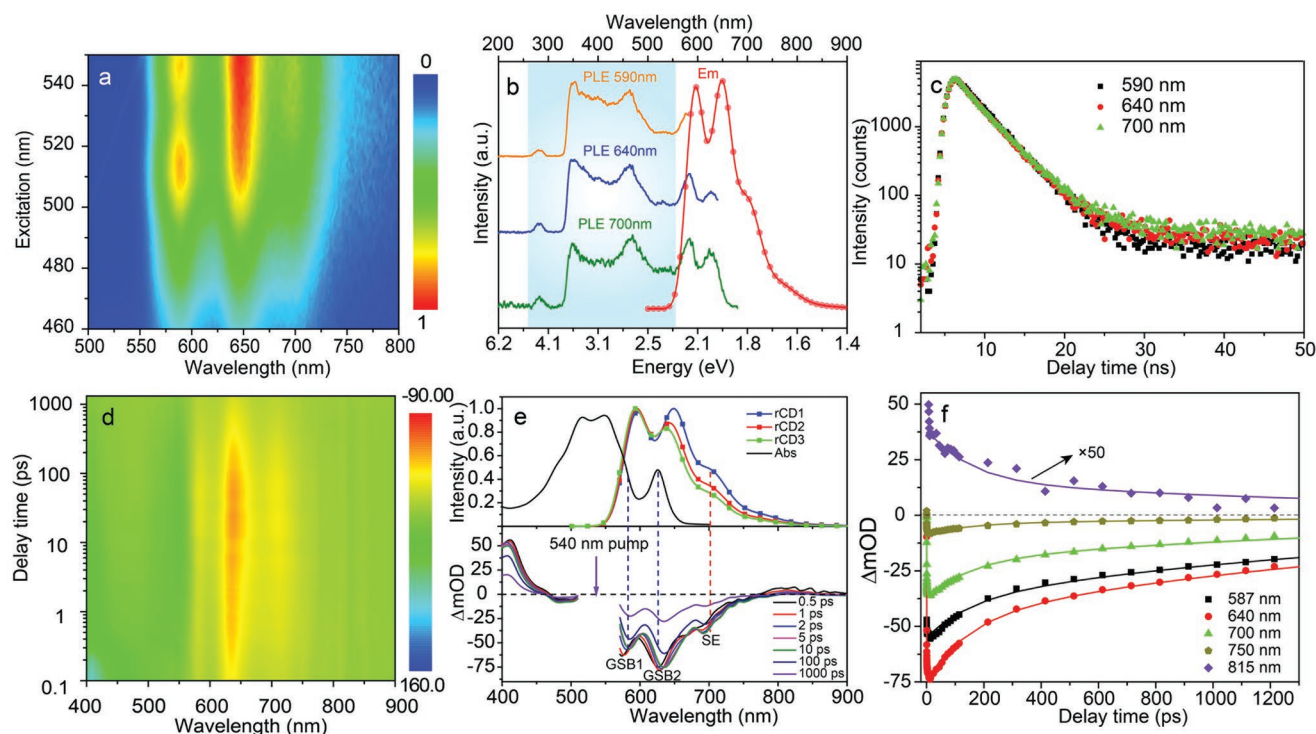 a
0
1
540
520
500
480
460
Excitation (nm)
500 600 700 800
Wavelength (nm)
Wavelength (nm)
200 300 400 500 600 700 800 900
b
PLE 590nm
Em
PLE 640nm
PLE 700nm
Intensity (a.u.)
6.2 4.1 3.1 2.5 2.1 1.8 1.6 1.4
Energy (eV)
c
590 nm
640 nm
700 nm
1000
100
10
1
Intensity (counts)
10 20 30 40 50
Delay time (ns)
d
-90.00
160.0
1000
100
10
1
0.1
Delay time (ps)
400 500 600 700 800 900
Wavelength (nm)
e
1.0
0.8
0.6
0.4
0.2
Intensity (a.u.)
rCD1
rCD2
rCD3
Abs
540 nm pump
50
25
0
-25
-50
-75
ΔmOD
GSB1
GSB2
SE
0.5 ps
1 ps
2 ps
5 ps
10 ps
100 ps
1000 ps
400 500 600 700 800 900
Wavelength (nm)
f
×50
50
25
0
-25
-50
-75
ΔmOD
587 nm
640 nm
700 nm
750 nm
815 nm
0 200 400 600 800 1000 1200
Delay time (ps)